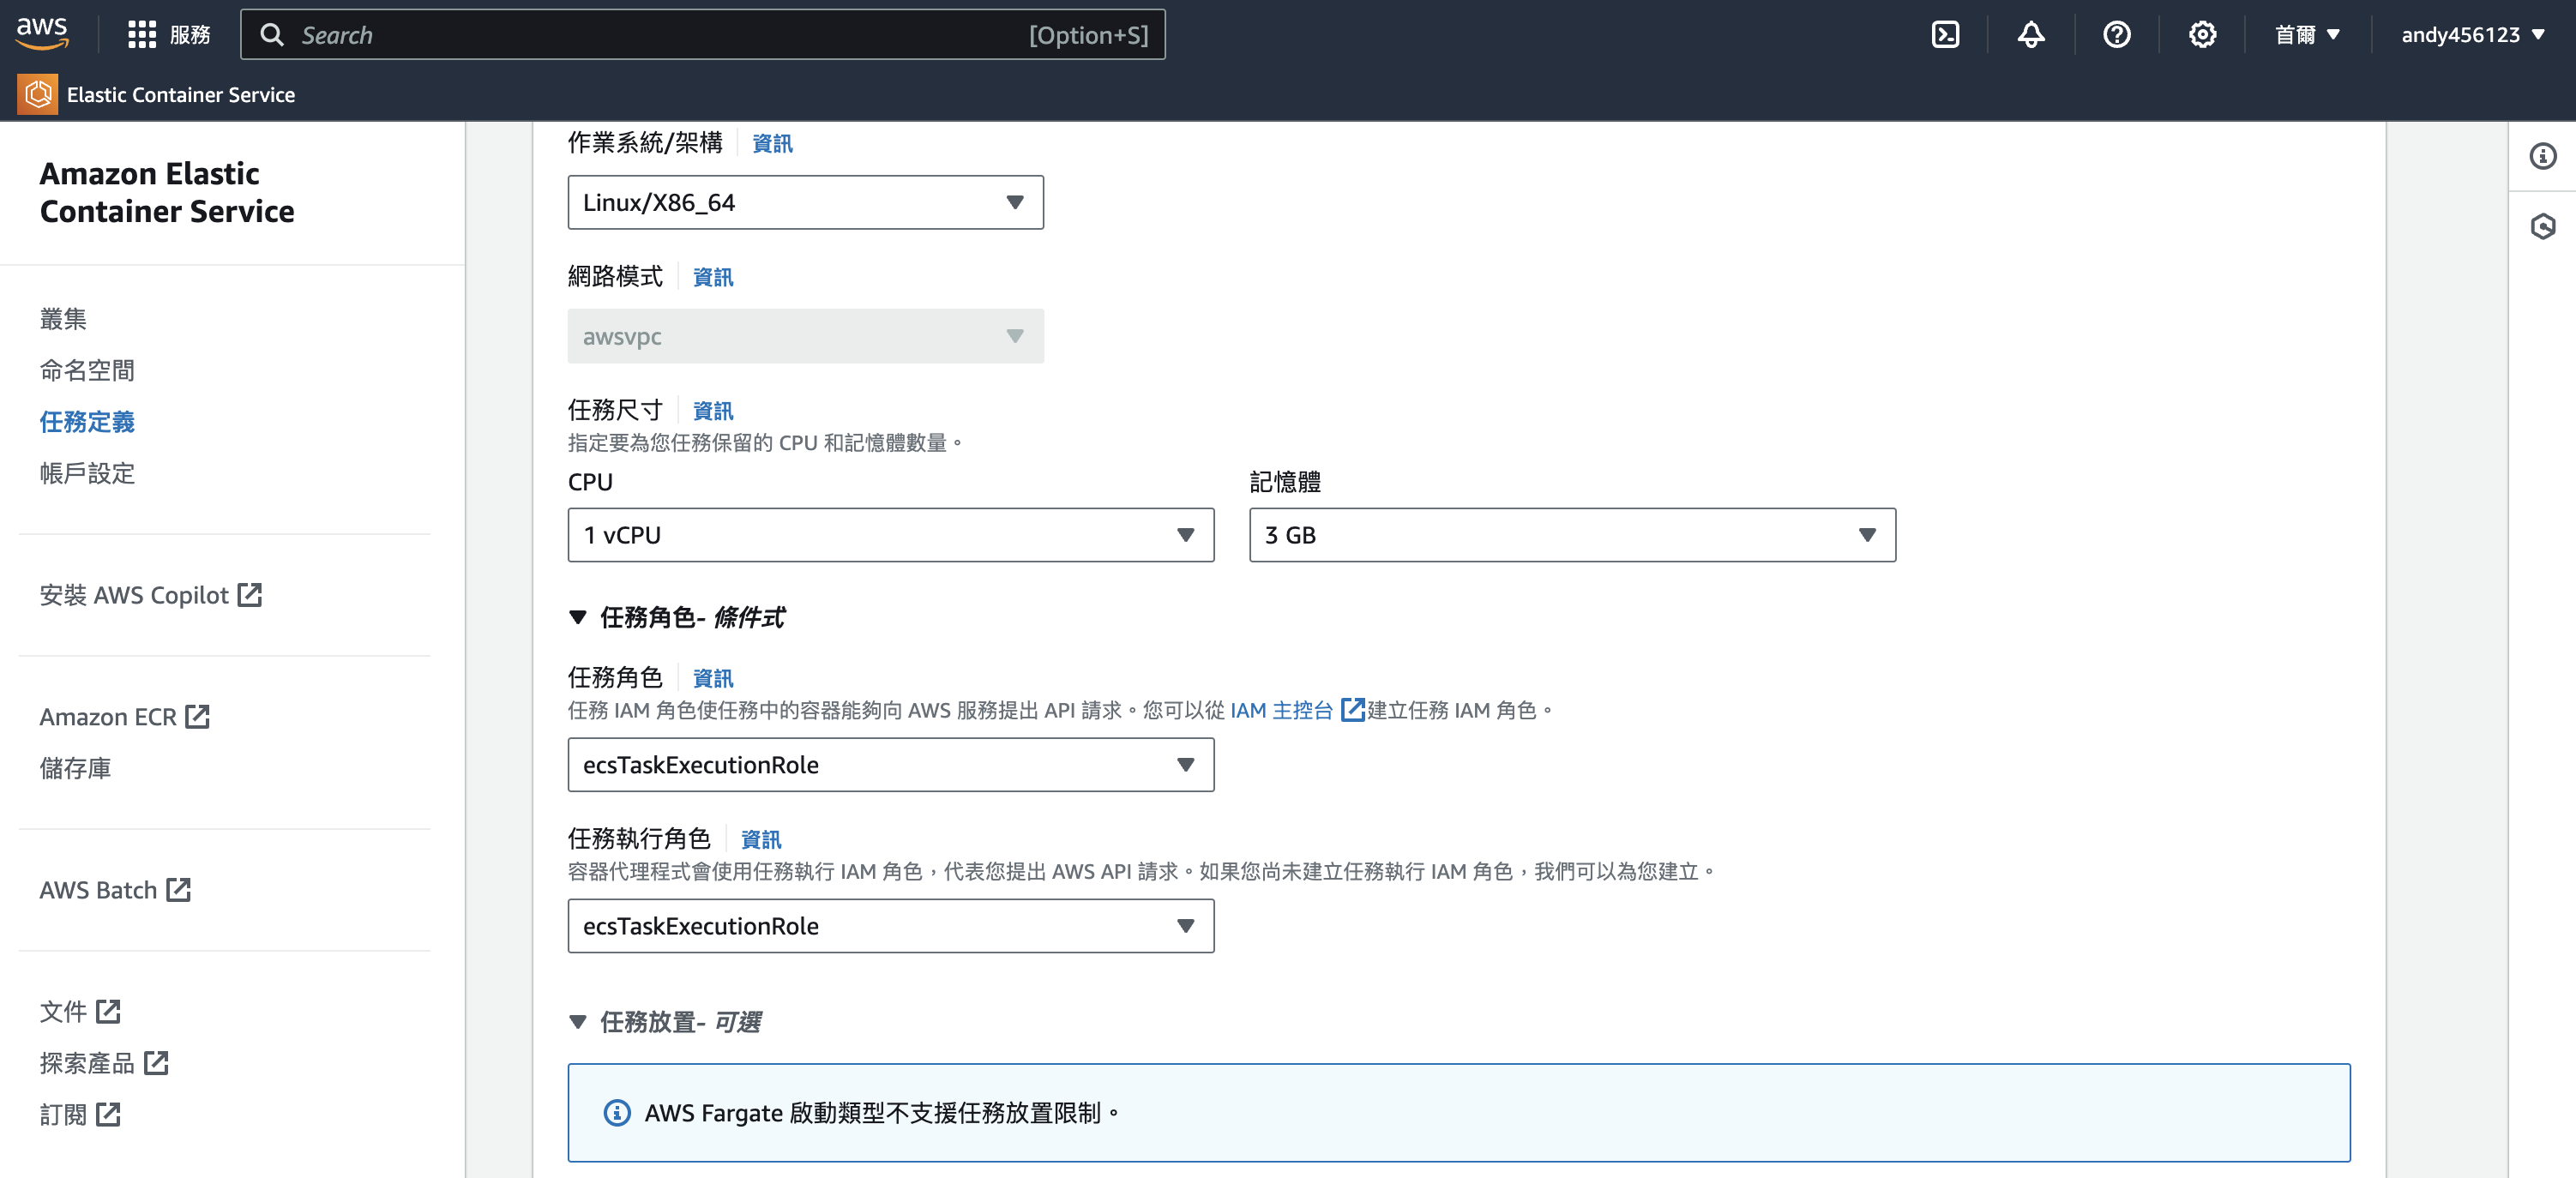 aws
服務
Search
[Option+S]
首爾
andy456123
Elastic Container Service
Amazon Elastic
Container Service
叢集
命名空間
任務定義
帳戶設定
安裝 AWS Copilot
Amazon ECR
儲存庫
AWS Batch
文件
探索產品
訂閱
作業系統/架構
資訊
Linux/X86_64
網路模式
資訊
awsvpc
任務尺寸
資訊
指定要為您任務保留的 CPU 和記憶體數量。
CPU
記憶體
1 vCPU
3 GB
任務角色- 條件式
任務角色
資訊
任務 IAM 角色使任務中的容器能夠向 AWS 服務提出 API 請求。您可以從 IAM 主控台 建立任務 IAM 角色。
ecsTaskExecutionRole
任務執行角色
資訊
容器代理程式會使用任務執行 IAM 角色，代表您提出 AWS API 請求。如果您尚未建立任務執行 IAM 角色，我們可以為您建立。
ecsTaskExecutionRole
任務放置- 可選
AWS Fargate 啟動類型不支援任務放置限制。